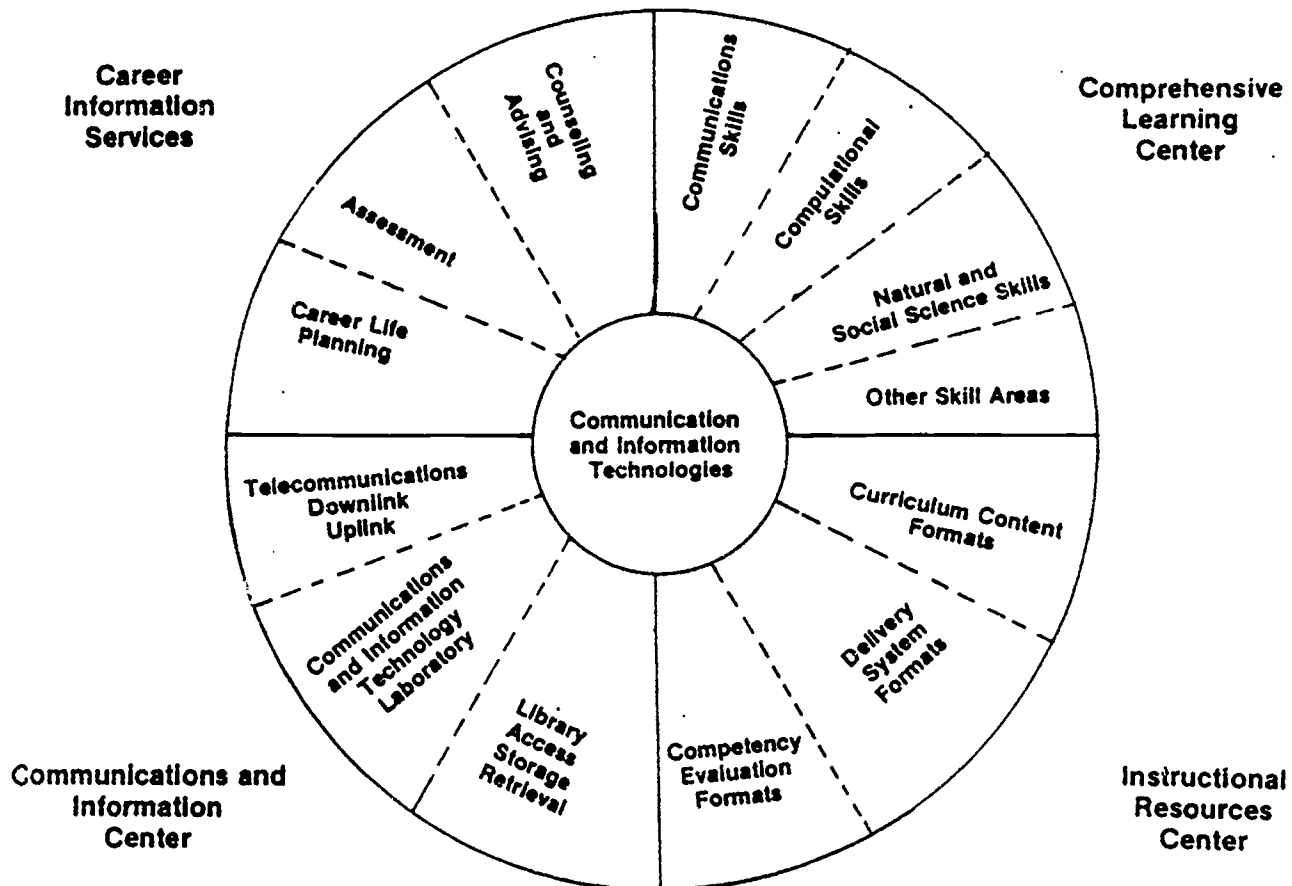 Career
Information
Services
Comprehensive
Learning
Center
Counseling
and
Advising
Communications
Skills
Computational
Skills
Assessment
Natural and
Social Science Skills
Career Life
Planning
Other Skill Areas
Communication
and Information
Technologies
Telecommunications
Downlink
Uplink
Curriculum Content
Formats
Communications
and Information
Technology
Laboratory
Delivery
System
Formats
Library
Access
Storage
Retrieval
Competency
Evaluation
Formats
Communications and
Information
Center
Instructional
Resources
Center